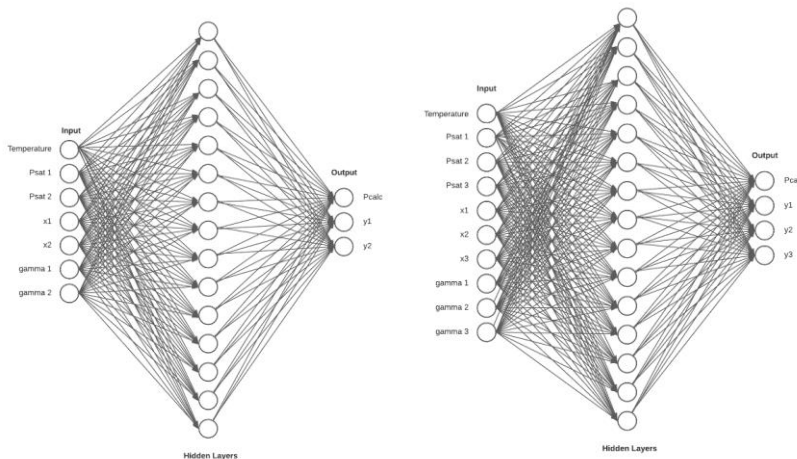 Input
Temperature
Psat 1
Psat 2
x1
x2
gamma 1
gamma 2
Output
Pcalc
y1
y2
Hidden Layers
Input
Temperature
Psat 1
Psat 2
Psat 3
x1
x2
x3
gamma 1
gamma 2
gamma 3
Output
Pca
y1
y2
y3
Hidden Layers